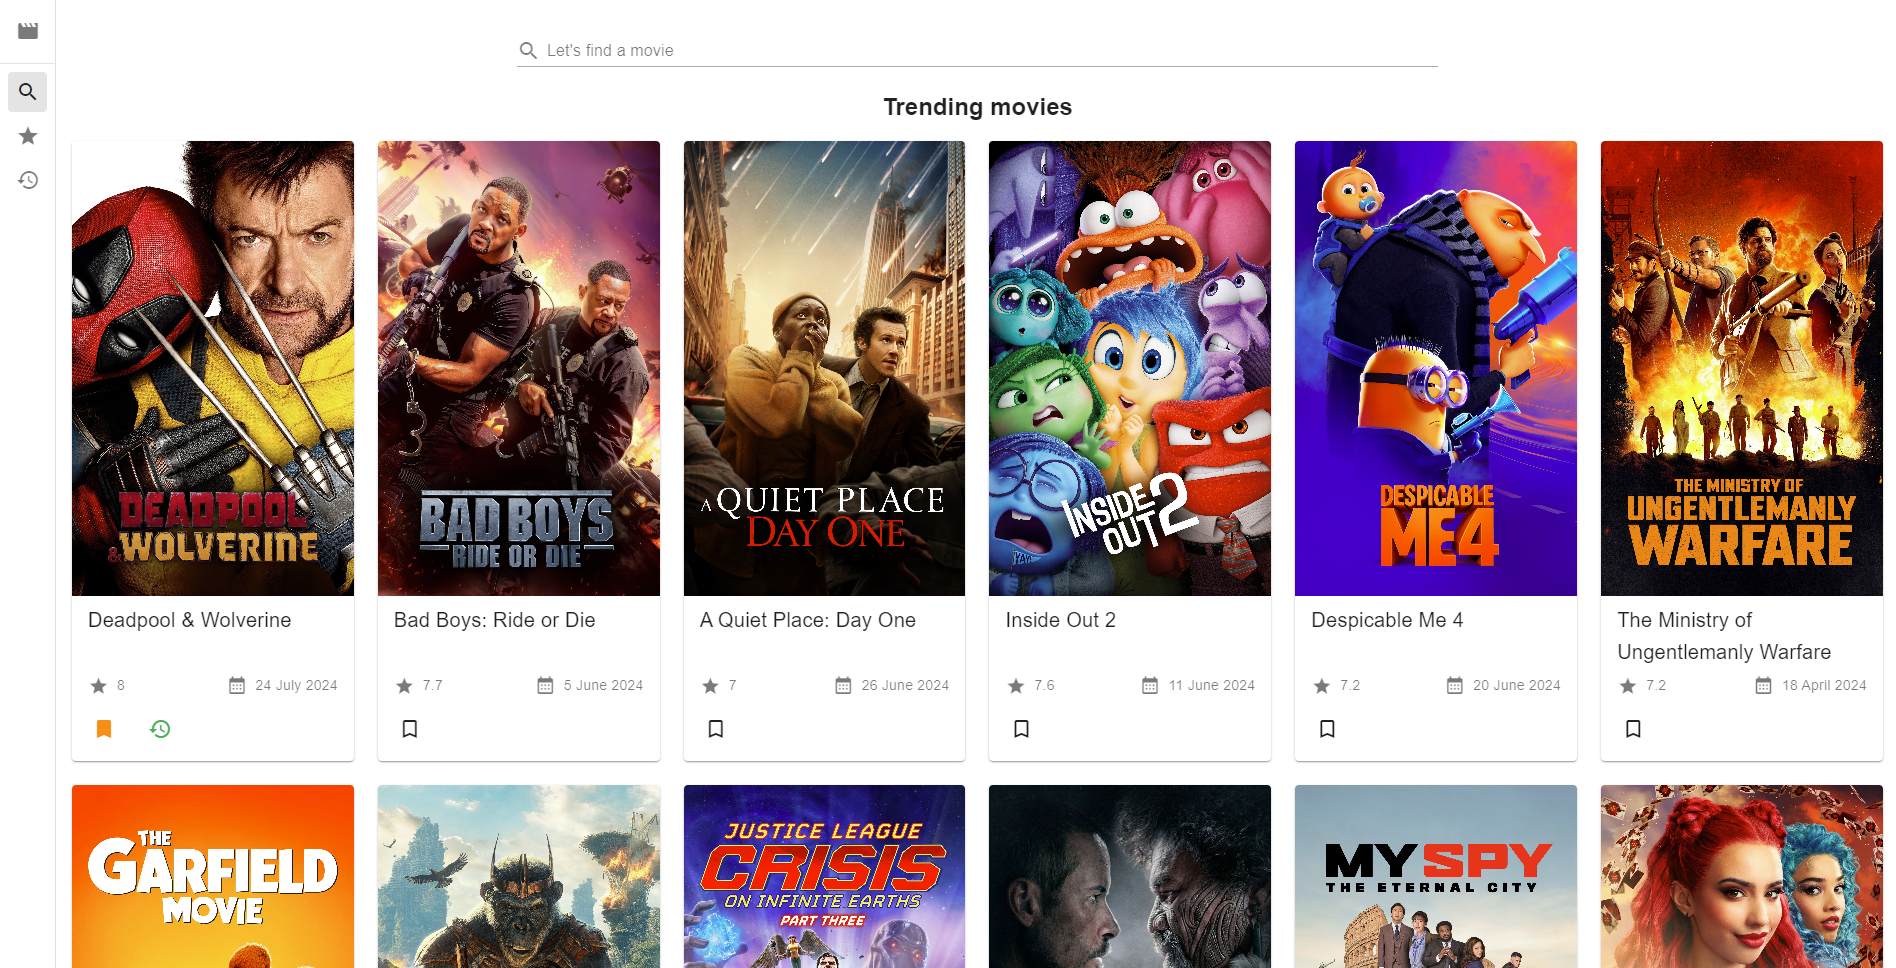 Let's find a movie
Trending movies
DEADPOOL
& WOLVERINE
BAD BOYS
RIDE OR DIE
A QUIET PLACE
DAY ONE
INSIDE
OUT 2
DESPICABLE
ME 4
THE MINISTRY OF
UNGENTLEMANLY
WARFARE
Deadpool & Wolverine
Bad Boys: Ride or Die
A Quiet Place: Day One
Inside Out 2
Despicable Me 4
The Ministry of
Ungentlemanly Warfare
8
24 July 2024
7.7
5 June 2024
7
26 June 2024
7.6
11 June 2024
7.2
20 June 2024
7.2
18 April 2024
THE
GARFIELD
MOVIE
JUSTICE LEAGUE
CRISIS
ON INFINITE EARTHS
PART THREE
MY SPY
THE ETERNAL CITY